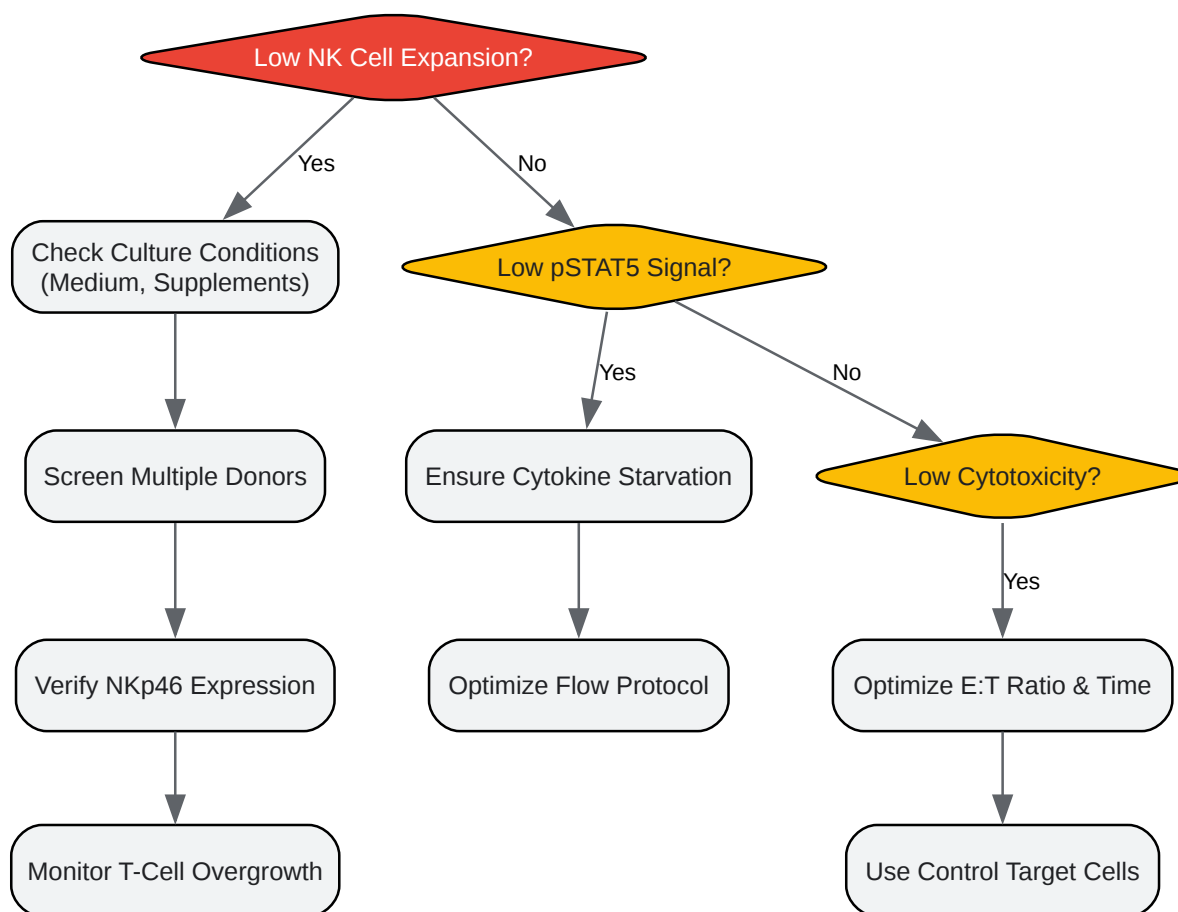 Low NK Cell Expansion?
Yes
No
Check Culture Conditions
(Medium, Supplements)
Low pSTAT5 Signal?
Yes
No
Screen Multiple Donors
Ensure Cytokine Starvation
Low Cytotoxicity?
Yes
Verify NKp46 Expression
Optimize Flow Protocol
Optimize E:T Ratio & Time
Monitor T-Cell Overgrowth
Use Control Target Cells